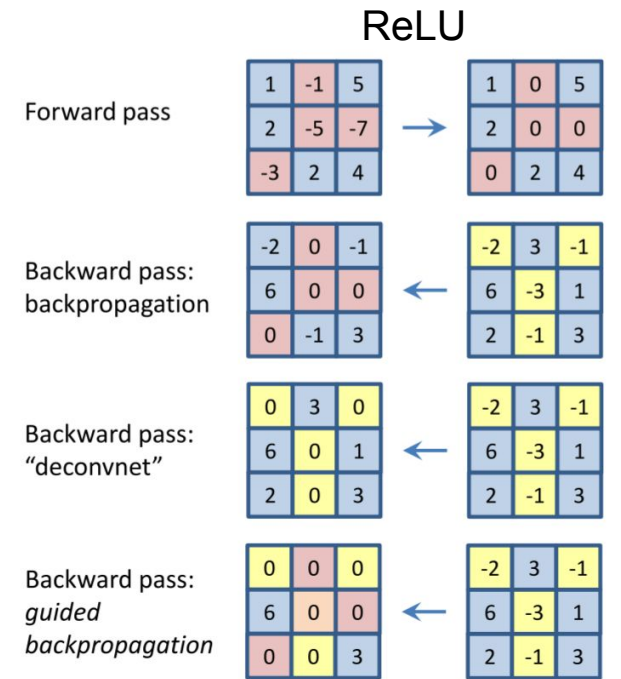 ReLU
Forward pass
1 -1 5 1 0 5
2 -5 -7 2 0 0
-3 2 4 0 2 4
Backward pass:
backpropagation
-2 0 -1 -2 3 -1
6 0 0 6 -3 1
0 -1 3 2 -1 3
Backward pass:
“deconvnet”
0 3 0 -2 3 -1
6 0 1 6 -3 1
2 0 3 2 -1 3
Backward pass:
guided
backpropagation
0 0 0 -2 3 -1
6 0 0 6 -3 1
0 0 3 2 -1 3